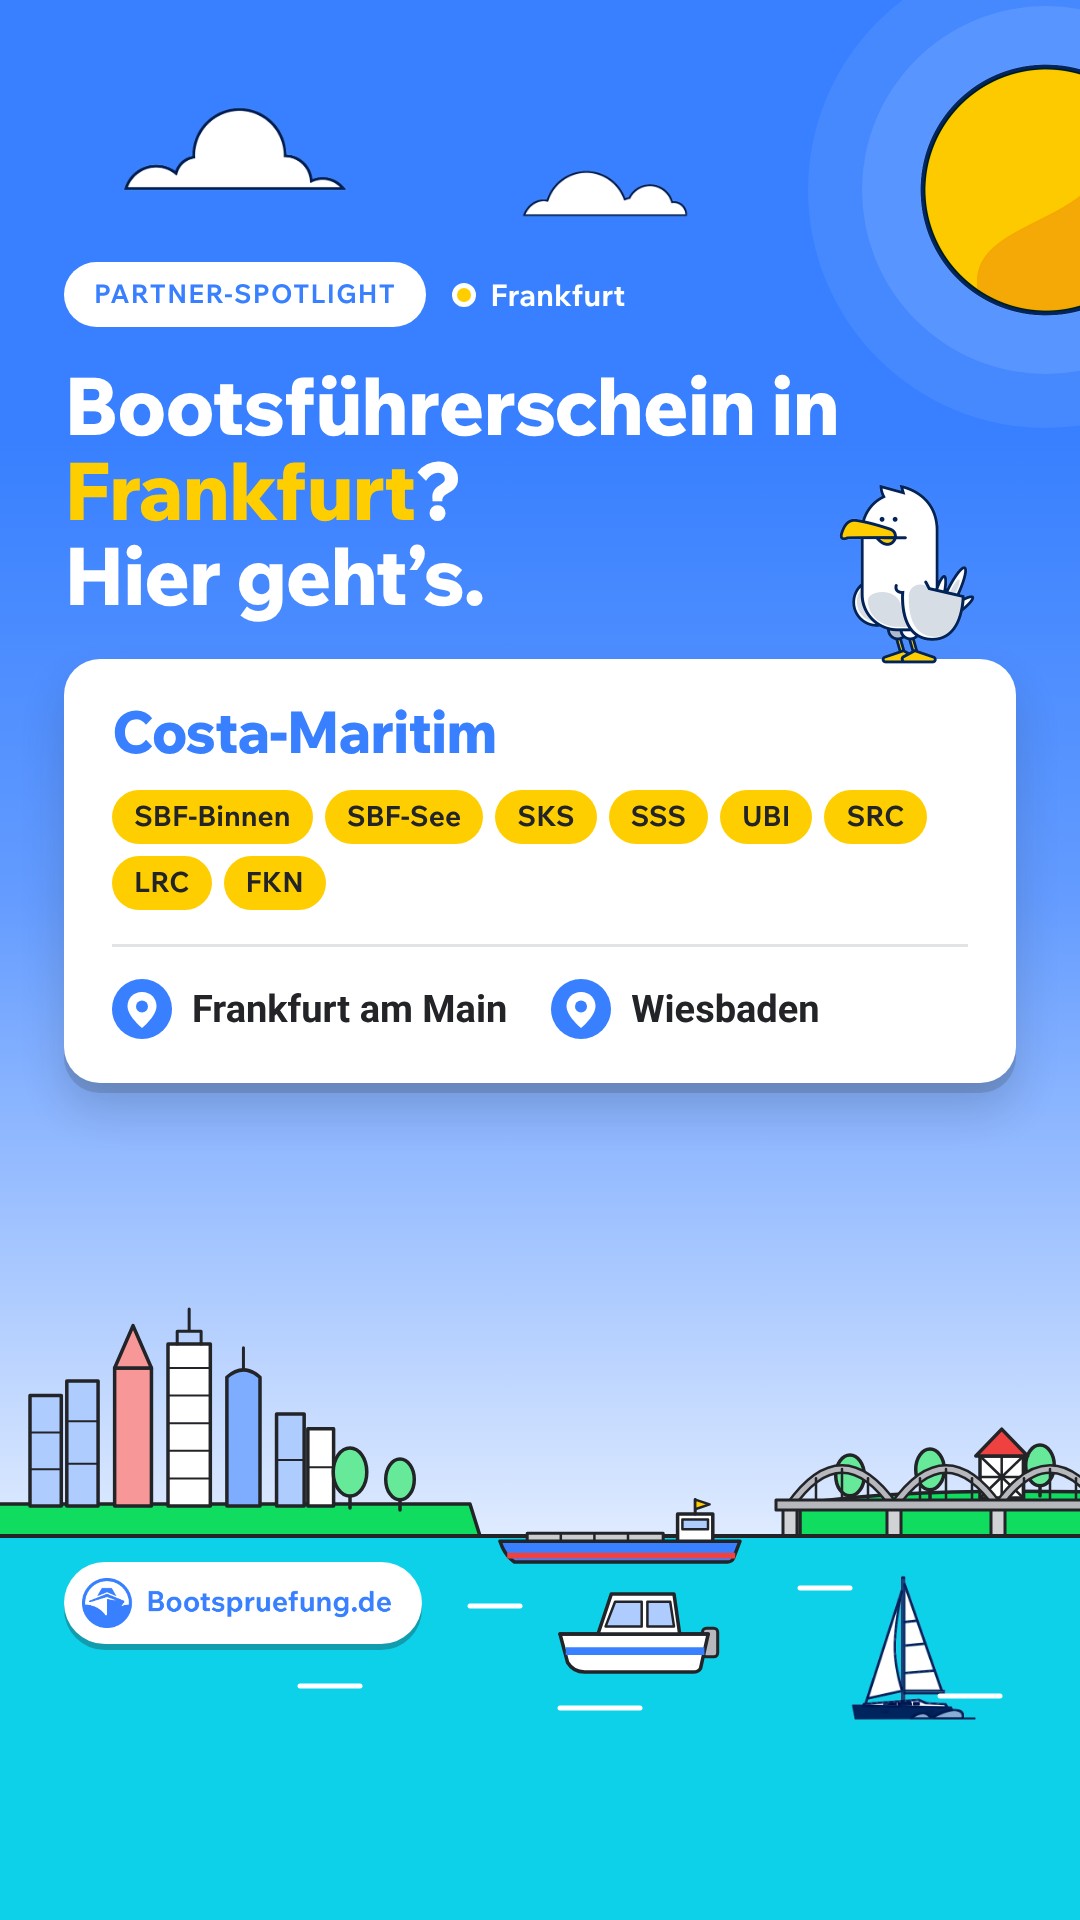 PARTNER-SPOTLIGHT Frankfurt
Bootsführerschein in
Frankfurt?
Hier geht’s.
Costa-Maritim
SBF-Binnen SBF-See SKS SSS UBI SRC
LRC FKN
Frankfurt am Main Wiesbaden
Bootspruefung.de